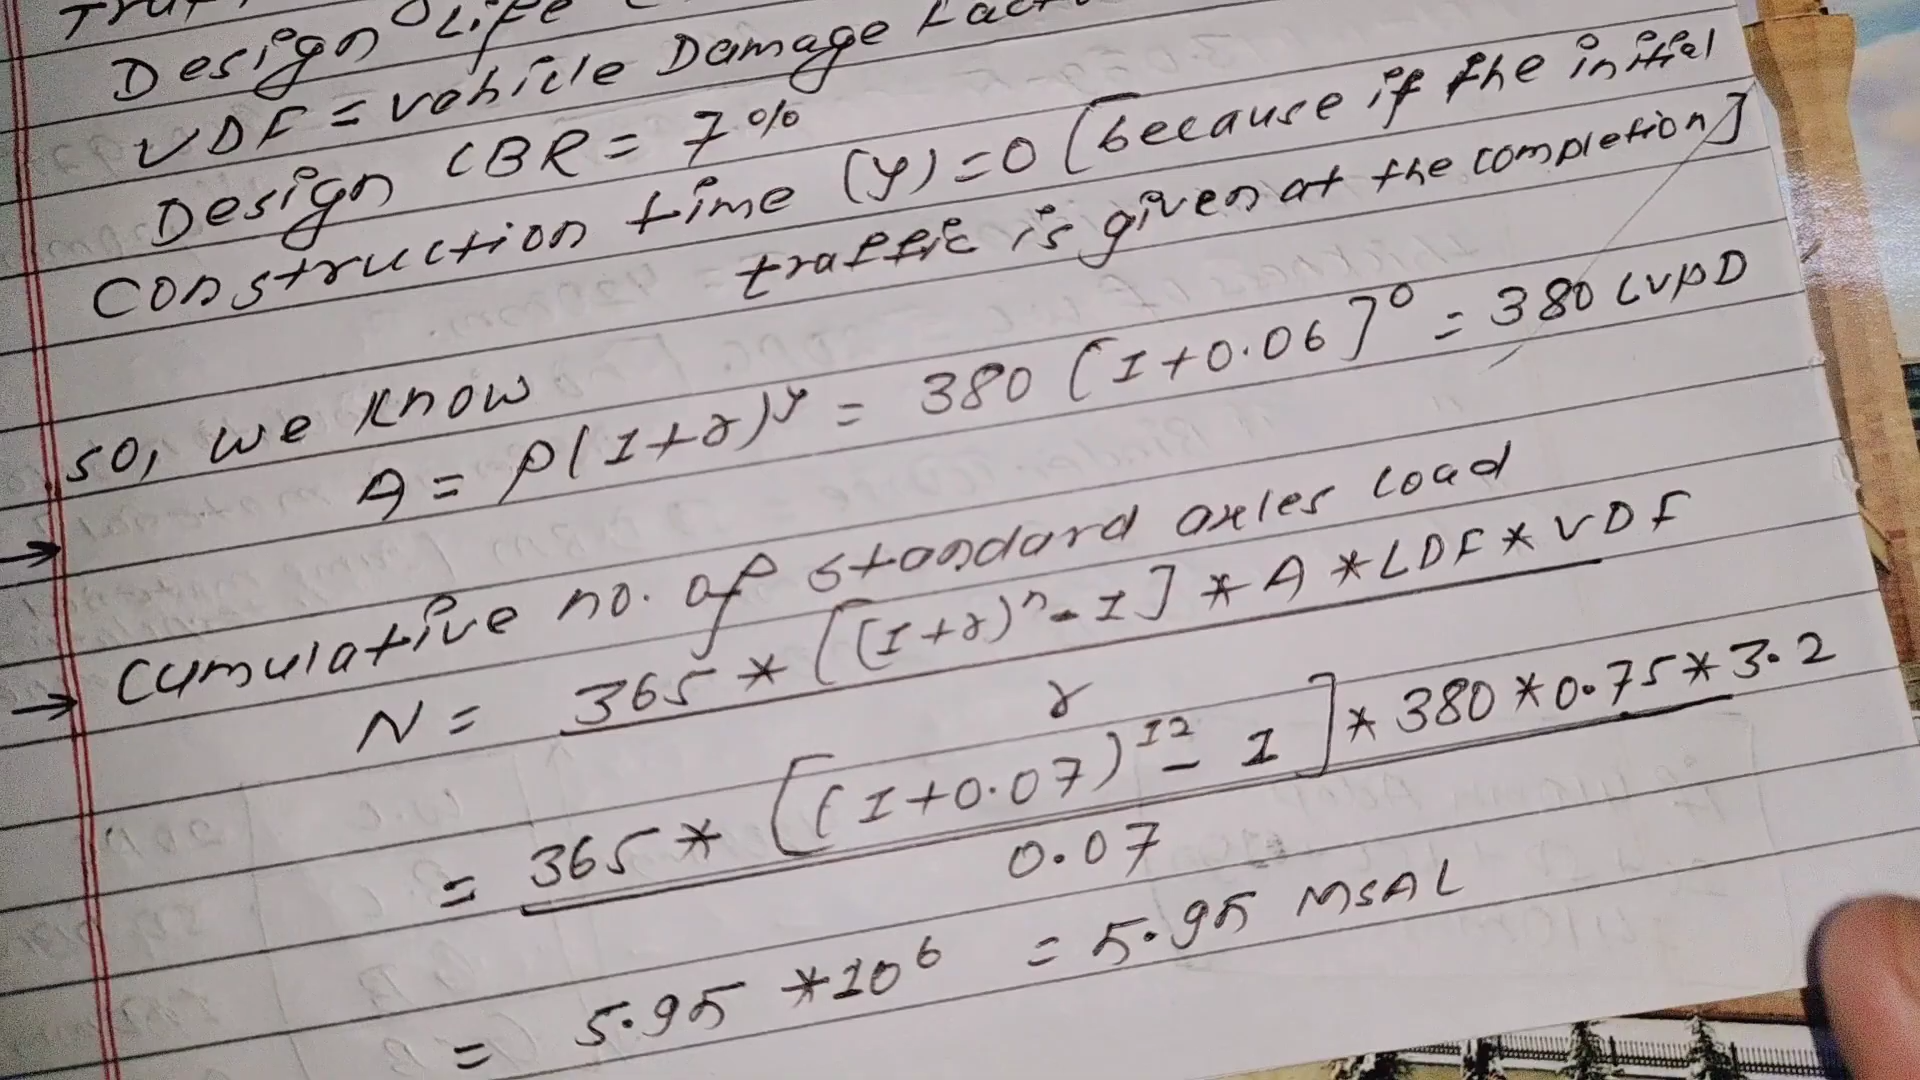 Design Life
VDF = vehicle Damage Fact
Design CBR = 7%
Construction time (y) = 0 [because if the initial
traffic is given at the completion]
so, we know
A = P(1+r)^y = 380 [1+0.06]^0 = 380 CVPD
→ Cumulative no. of standard axles load
N = 365 * [(1+r)^n - 1] * A * LDF * VDF
r
= 365 * [(1+0.07)^12 - 1] * 380 * 0.75 * 3.2
0.07
= 5.95 * 10^6 = 5.95 MSAL